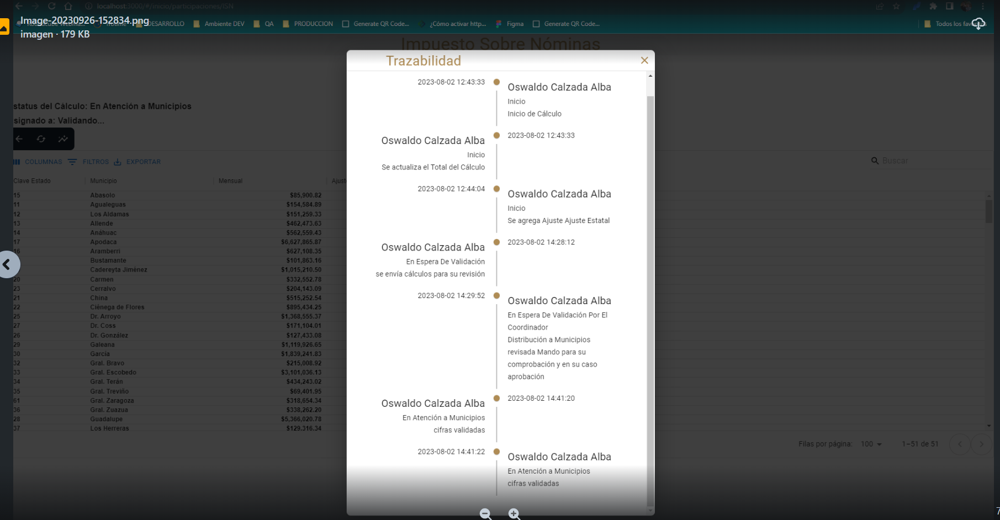 localhost:3000/#/inicio/participaciones/ISN
Image-20230926-152834.png
imagen · 179 KB
DESARROLLO
Ambiente DEV
QA
PRODUCCION
Generate QR Code...
¿Cómo activar http...
Figma
Generate QR Code...
Todos los favoritos
Impuesto Sobre Nóminas
status del Cálculo: En Atención a Municipios
signado a: Validando...
COLUMNAS
FILTROS
EXPORTAR
Buscar
Clave Estado Municipio Mensual Ajust
15 Abasolo $85,900.82
11 Agualeguas $154,584.89
12 Los Aldamas $151,259.33
13 Allende $462,473.63
14 Anáhuac $562,559.43
17 Apodaca $6,627,865.87
16 Aramberri $627,108.35
Bustamante $101,863.16
Cadereyta Jiménez $1,015,210.50
20 Carmen $332,552.78
23 Cerralvo $204,143.09
21 China $515,252.54
22 Ciénega de Flores $895,434.25
25 Dr. Arroyo $1,368,555.37
27 Dr. Coss $171,104.01
26 Dr. González $127,433.08
29 Galeana $1,119,926.65
30 García $1,839,241.83
32 Gral. Bravo $215,008.92
33 Gral. Escobedo $3,101,036.13
34 Gral. Terán $434,243.02
35 Gral. Treviño $69,401.95
61 Gral. Zaragoza $318,654.34
36 Gral. Zuazua $338,262.20
28 Guadalupe $5,366,020.78
37 Los Herreras $129,316.34
Filas por página: 100
1–51 de 51
Trazabilidad
2023-08-02 12:43:33
Oswaldo Calzada Alba
Inicio
Inicio de Cálculo
2023-08-02 12:43:33
Oswaldo Calzada Alba
Inicio
Se actualiza el Total del Cálculo
2023-08-02 12:44:04
Oswaldo Calzada Alba
Inicio
Se agrega Ajuste Ajuste Estatal
2023-08-02 14:28:12
Oswaldo Calzada Alba
En Espera De Validación
se envía cálculos para su revisión
2023-08-02 14:29:52
Oswaldo Calzada Alba
En Espera De Validación Por El
Coordinador
Distribución a Municipios
revisada Mando para su
comprobación y en su caso
aprobación
2023-08-02 14:41:20
Oswaldo Calzada Alba
En Atención a Municipios
cifras validadas
2023-08-02 14:41:22
Oswaldo Calzada Alba
En Atención a Municipios
cifras validadas